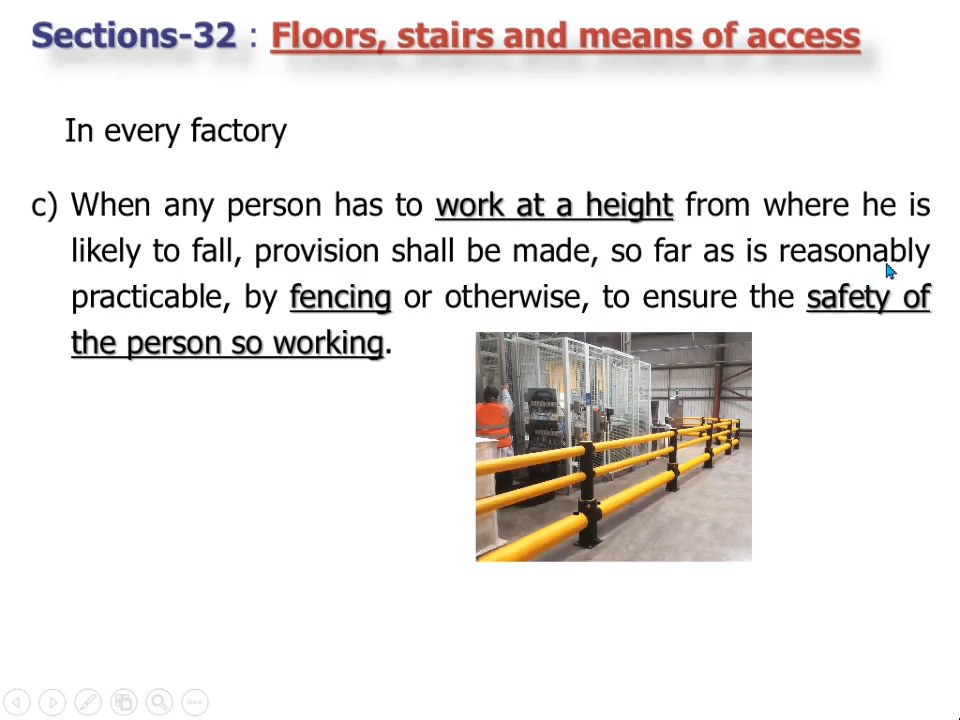 Sections-32 : Floors, stairs and means of access
In every factory
c) When any person has to work at a height from where he is
likely to fall, provision shall be made, so far as is reasonably
practicable, by fencing or otherwise, to ensure the safety of
the person so working.